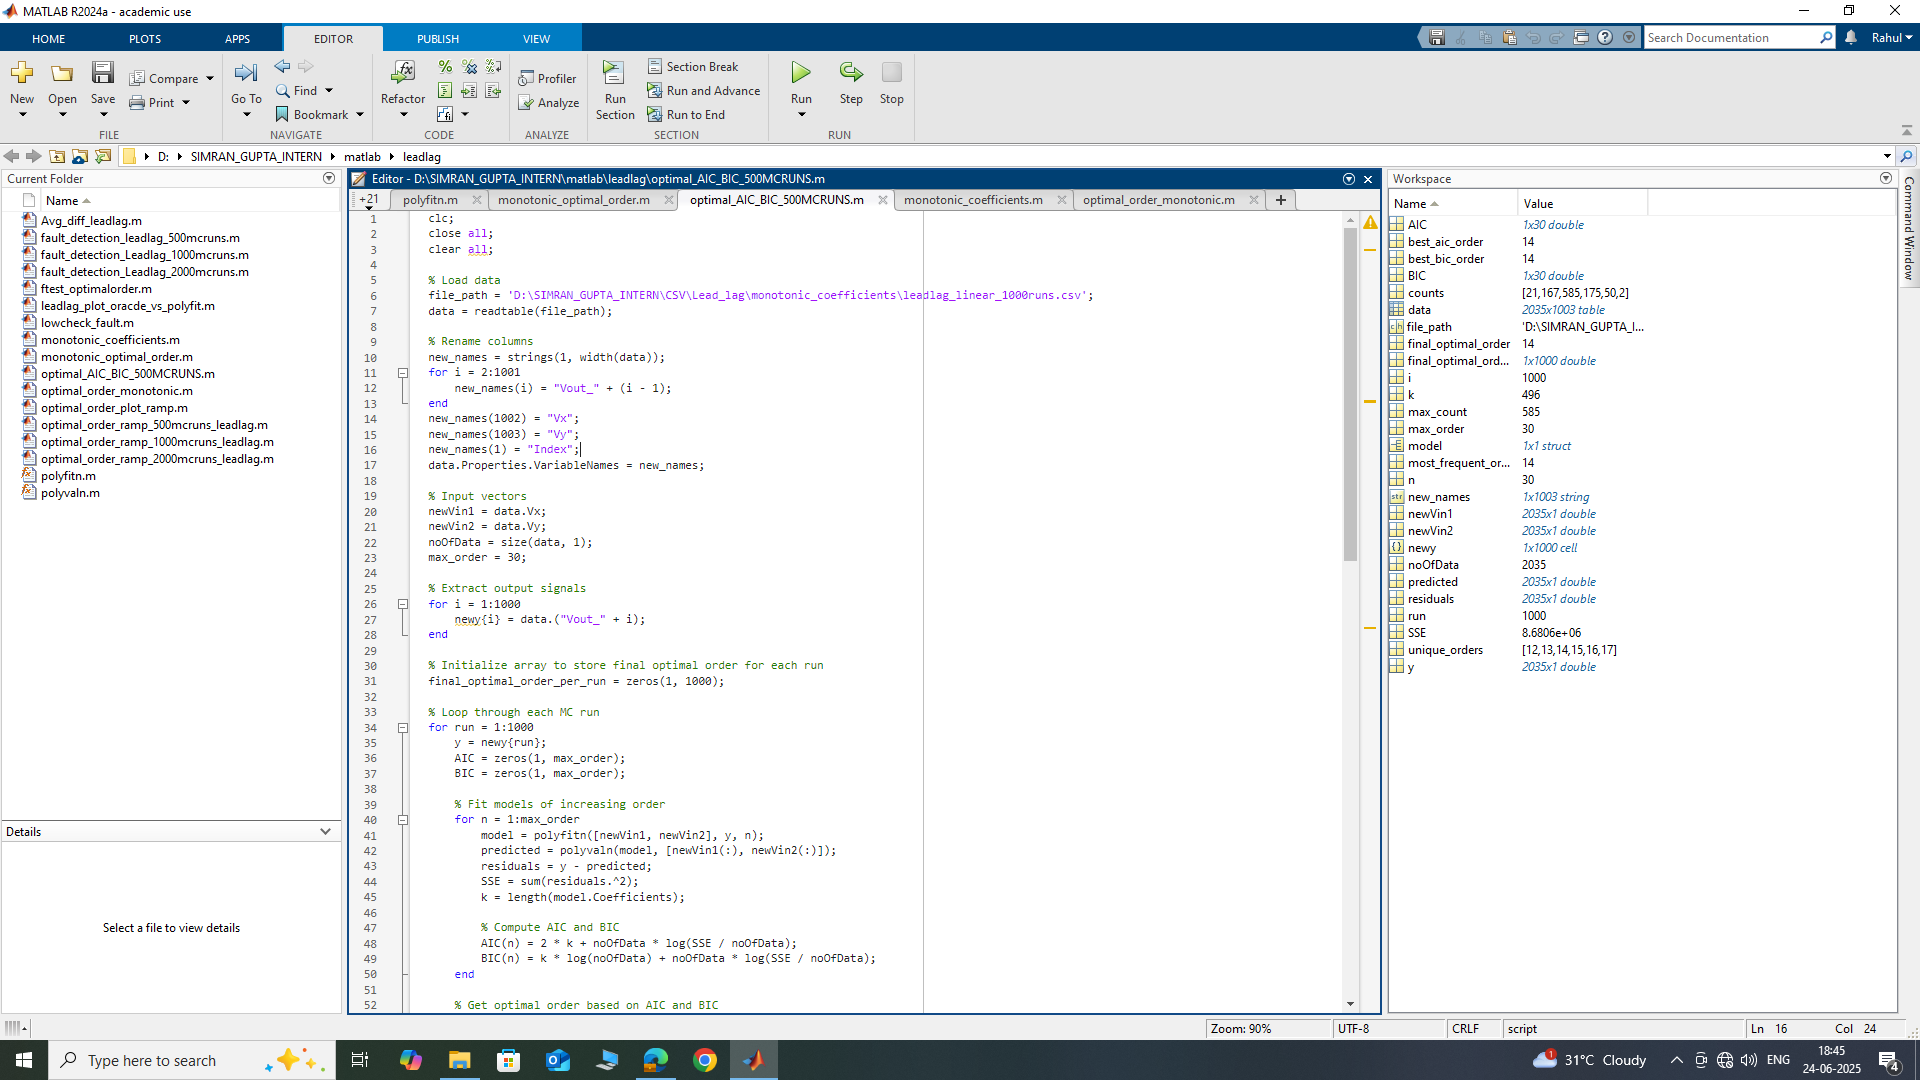 MATLAB R2024a - academic use
HOME PLOTS APPS EDITOR PUBLISH VIEW
Search Documentation
Rahul
New Open Save Compare Print
FILE
Go To Find Bookmark
NAVIGATE
Refactor
CODE
Profiler
Analyze
ANALYZE
Run Section
Section Break
Run and Advance
Run to End
SECTION
Run Step Stop
RUN
D: SIMRAN_GUPTA_INTERN matlab leadlag
Current Folder
Name
Avg_diff_leadlag.m
fault_detection_leadlag_500mcruns.m
fault_detection_Leadlag_1000mcruns.m
fault_detection_Leadlag_2000mcruns.m
ftest_optimalorder.m
leadlag_plot_oracde_vs_polyfit.m
lowcheck_fault.m
monotonic_coefficients.m
monotonic_optimal_order.m
optimal_AIC_BIC_500MCRUNS.m
optimal_order_monotonic.m
optimal_order_plot_ramp.m
optimal_order_ramp_500mcruns_leadlag.m
optimal_order_ramp_1000mcruns_leadlag.m
optimal_order_ramp_2000mcruns_leadlag.m
polyfitn.m
polyvaln.m
Details
Select a file to view details
Editor - D:\SIMRAN_GUPTA_INTERN\matlab\leadlag\optimal_AIC_BIC_500MCRUNS.m
+21 polyfitn.m monotonic_optimal_order.m optimal_AIC_BIC_500MCRUNS.m monotonic_coefficients.m optimal_order_monotonic.m
1 clc;
2 close all;
3 clear all;
4
5 % Load data
6 file_path = 'D:\SIMRAN_GUPTA_INTERN\CSV\Lead_lag\monotonic_coefficients\leadlag_linear_1000runs.csv';
7 data = readtable(file_path);
8
9 % Rename columns
10 new_names = strings(1, width(data));
11 for i = 2:1001
12 new_names(i) = "Vout_" + (i - 1);
13 end
14 new_names(1002) = "Vx";
15 new_names(1003) = "Vy";
16 new_names(1) = "Index";
17 data.Properties.VariableNames = new_names;
18
19 % Input vectors
20 newVin1 = data.Vx;
21 newVin2 = data.Vy;
22 noOfData = size(data, 1);
23 max_order = 30;
24
25 % Extract output signals
26 for i = 1:1000
27 newy{i} = data.("Vout_" + i);
28 end
29
30 % Initialize array to store final optimal order for each run
31 final_optimal_order_per_run = zeros(1, 1000);
32
33 % Loop through each MC run
34 for run = 1:1000
35 y = newy{run};
36 AIC = zeros(1, max_order);
37 BIC = zeros(1, max_order);
38
39 % Fit models of increasing order
40 for n = 1:max_order
41 model = polyfitn([newVin1, newVin2], y, n);
42 predicted = polyvaln(model, [newVin1(:), newVin2(:)]);
43 residuals = y - predicted;
44 SSE = sum(residuals.^2);
45 k = length(model.Coefficients);
46
47 % Compute AIC and BIC
48 AIC(n) = 2 * k + noOfData * log(SSE / noOfData);
49 BIC(n) = k * log(noOfData) + noOfData * log(SSE / noOfData);
50 end
51
52 % Get optimal order based on AIC and BIC
Workspace
Name Value
AIC 1x30 double
best_aic_order 14
best_bic_order 14
BIC 1x30 double
counts [21,167,585,175,50,2]
data 2035x1003 table
file_path 'D:\SIMRAN_GUPTA_I...
final_optimal_order 14
final_optimal_ord... 1x1000 double
i 1000
k 496
max_count 585
max_order 30
model 1x1 struct
most_frequent_or... 14
n 30
new_names 1x1003 string
newVin1 2035x1 double
newVin2 2035x1 double
newy 1x1000 cell
noOfData 2035
predicted 2035x1 double
residuals 2035x1 double
run 1000
SSE 8.6806e+06
unique_orders [12,13,14,15,16,17]
y 2035x1 double
Command Window
Zoom: 90% UTF-8 CRLF script Ln 16 Col 24
Type here to search
31°C Cloudy
ENG
18:45
24-06-2025
4